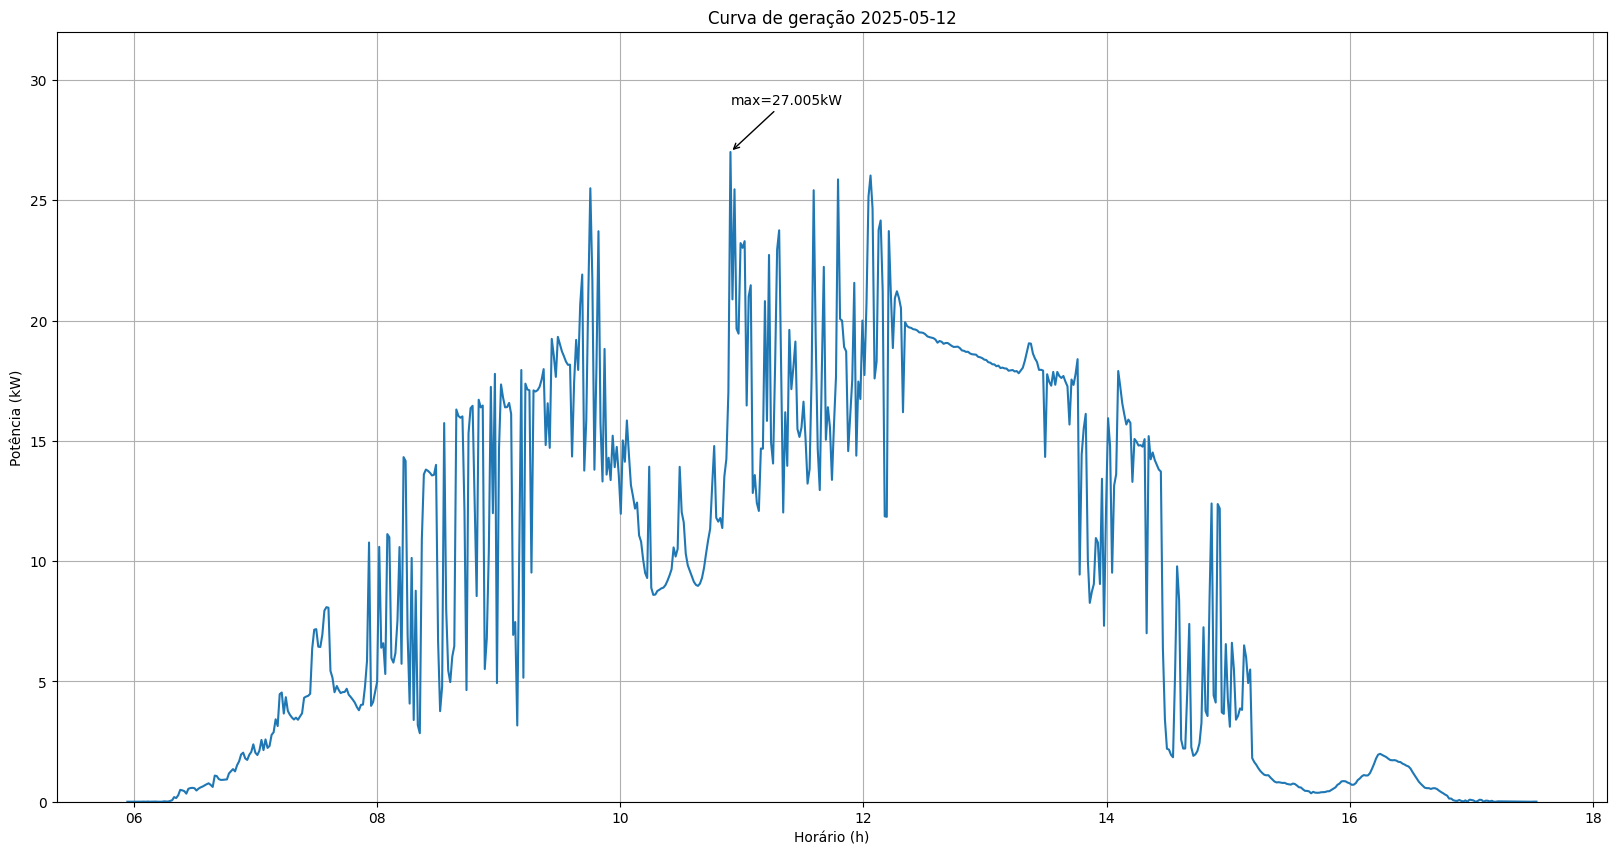 Curva de geração 2025-05-12
Potência (kW)
30
25
20
15
10
5
0
max=27.005kW
06 08 10 12 14 16 18
Horário (h)